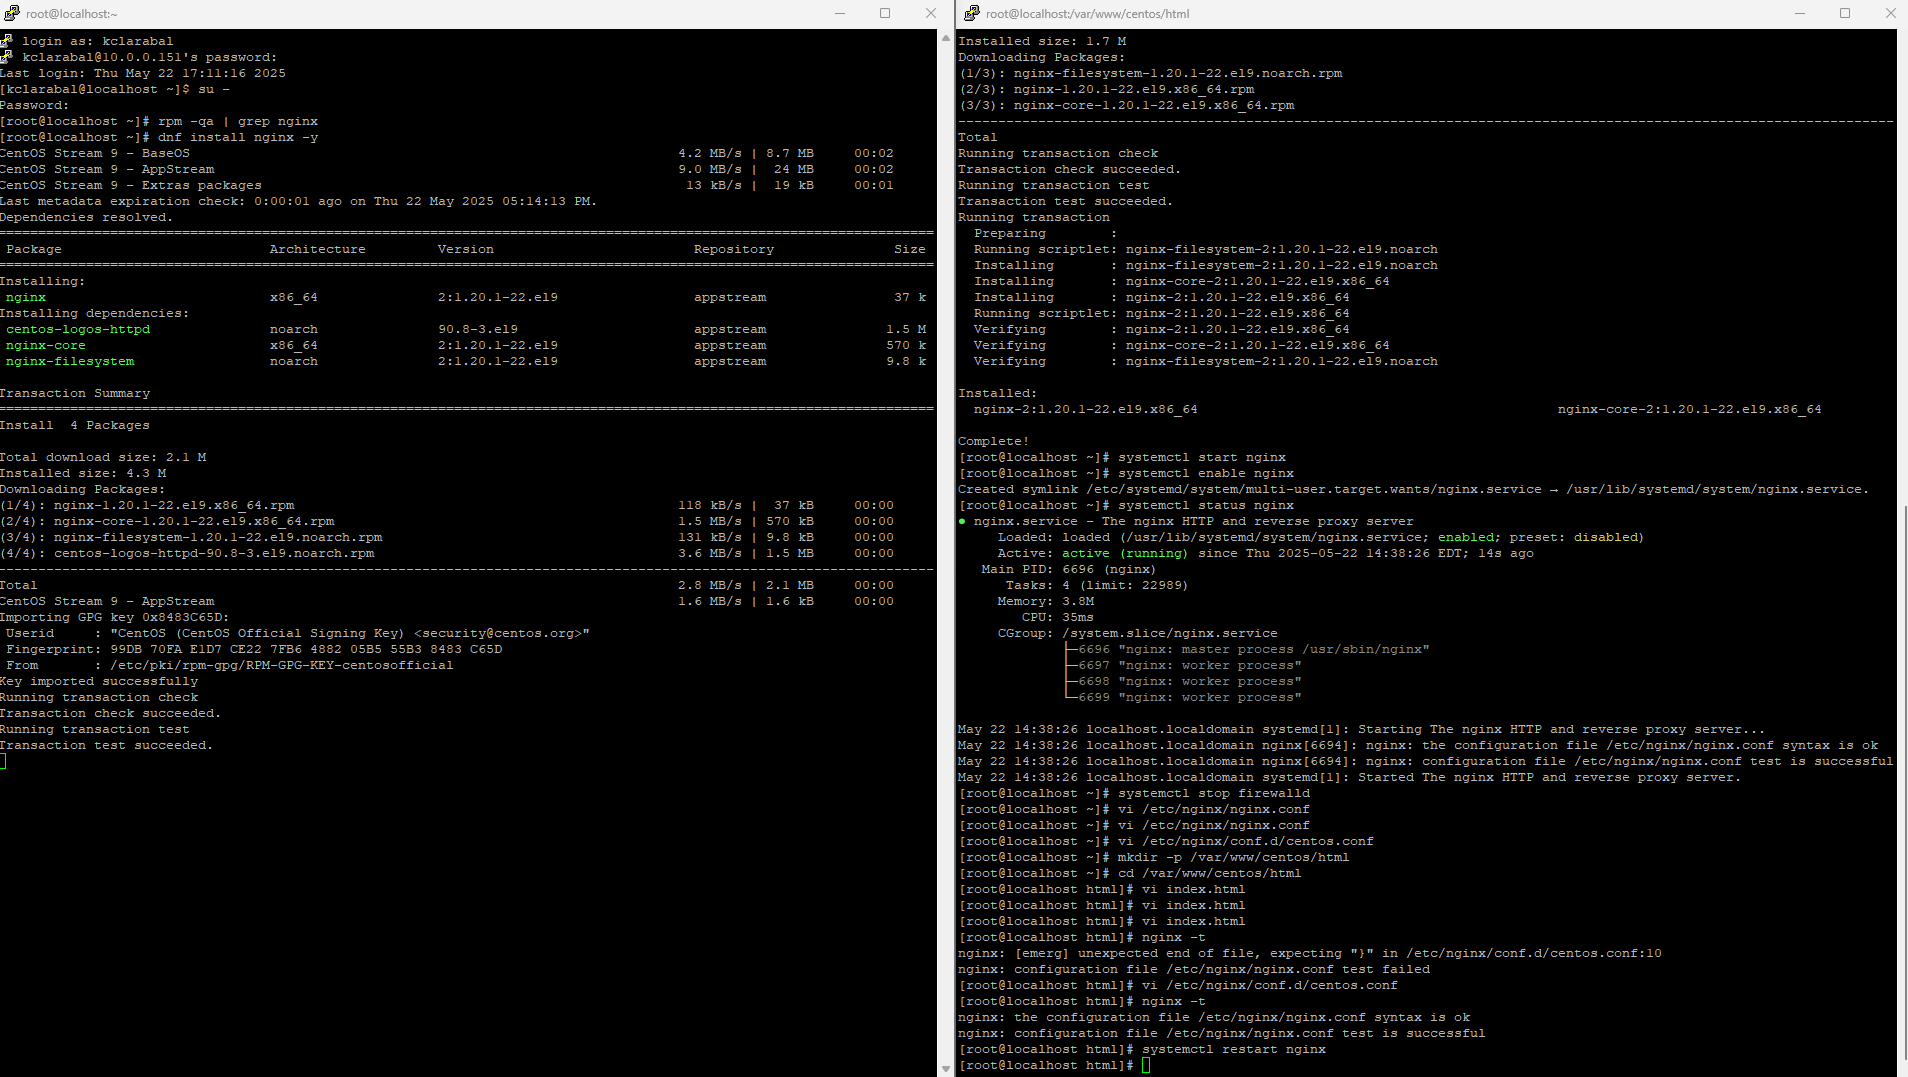 root@localhost:~
login as: kclarabal
kclarabal@10.0.0.151's password:
Last login: Thu May 22 17:11:16 2025
[kclarabal@localhost ~]$ su -
Password:
[root@localhost ~]# rpm -qa | grep nginx
[root@localhost ~]# dnf install nginx -y
CentOS Stream 9 - BaseOS 4.2 MB/s | 8.7 MB 00:02
CentOS Stream 9 - AppStream 9.0 MB/s | 24 MB 00:02
CentOS Stream 9 - Extras packages 13 kB/s | 19 kB 00:01
Last metadata expiration check: 0:00:01 ago on Thu 22 May 2025 05:14:13 PM.
Dependencies resolved.
================================================================================
Package Architecture Version Repository Size
================================================================================
Installing:
nginx x86_64 2:1.20.1-22.el9 appstream 37 k
Installing dependencies:
centos-logos-httpd noarch 90.8-3.el9 appstream 1.5 M
nginx-core x86_64 2:1.20.1-22.el9 appstream 570 k
nginx-filesystem noarch 2:1.20.1-22.el9 appstream 9.8 k
Transaction Summary
================================================================================
Install 4 Packages
Total download size: 2.1 M
Installed size: 4.3 M
Downloading Packages:
(1/4): nginx-1.20.1-22.el9.x86_64.rpm 118 kB/s | 37 kB 00:00
(2/4): nginx-core-1.20.1-22.el9.x86_64.rpm 1.5 MB/s | 570 kB 00:00
(3/4): nginx-filesystem-1.20.1-22.el9.noarch.rpm 131 kB/s | 9.8 kB 00:00
(4/4): centos-logos-httpd-90.8-3.el9.noarch.rpm 3.6 MB/s | 1.5 MB 00:00
--------------------------------------------------------------------------------
Total 2.8 MB/s | 2.1 MB 00:00
CentOS Stream 9 - AppStream 1.6 MB/s | 1.6 kB 00:00
Importing GPG key 0x8483C65D:
Userid : "CentOS (CentOS Official Signing Key) <security@centos.org>"
Fingerprint: 99DB 70FA E1D7 CE22 7FB6 4882 05B5 55B3 8483 C65D
From : /etc/pki/rpm-gpg/RPM-GPG-KEY-centosofficial
Key imported successfully
Running transaction check
Transaction check succeeded.
Running transaction test
Transaction test succeeded.
root@localhost:/var/www/centos/html
Installed size: 1.7 M
Downloading Packages:
(1/3): nginx-filesystem-1.20.1-22.el9.noarch.rpm
(2/3): nginx-1.20.1-22.el9.x86_64.rpm
(3/3): nginx-core-1.20.1-22.el9.x86_64.rpm
--------------------------------------------------------------------------------
Total
Running transaction check
Transaction check succeeded.
Running transaction test
Transaction test succeeded.
Running transaction
Preparing :
Running scriptlet: nginx-filesystem-2:1.20.1-22.el9.noarch
Installing : nginx-filesystem-2:1.20.1-22.el9.noarch
Installing : nginx-core-2:1.20.1-22.el9.x86_64
Installing : nginx-2:1.20.1-22.el9.x86_64
Running scriptlet: nginx-2:1.20.1-22.el9.x86_64
Verifying : nginx-2:1.20.1-22.el9.x86_64
Verifying : nginx-core-2:1.20.1-22.el9.x86_64
Verifying : nginx-filesystem-2:1.20.1-22.el9.noarch
Installed:
nginx-2:1.20.1-22.el9.x86_64 nginx-core-2:1.20.1-22.el9.x86_64
Complete!
[root@localhost ~]# systemctl start nginx
[root@localhost ~]# systemctl enable nginx
Created symlink /etc/systemd/system/multi-user.target.wants/nginx.service → /usr/lib/systemd/system/nginx.service.
[root@localhost ~]# systemctl status nginx
● nginx.service - The nginx HTTP and reverse proxy server
Loaded: loaded (/usr/lib/systemd/system/nginx.service; enabled; preset: disabled)
Active: active (running) since Thu 2025-05-22 14:38:26 EDT; 14s ago
Main PID: 6696 (nginx)
Tasks: 4 (limit: 22989)
Memory: 3.8M
CPU: 35ms
CGroup: /system.slice/nginx.service
├─6696 "nginx: master process /usr/sbin/nginx"
├─6697 "nginx: worker process"
├─6698 "nginx: worker process"
└─6699 "nginx: worker process"
May 22 14:38:26 localhost.localdomain systemd[1]: Starting The nginx HTTP and reverse proxy server...
May 22 14:38:26 localhost.localdomain nginx[6694]: nginx: the configuration file /etc/nginx/nginx.conf syntax is ok
May 22 14:38:26 localhost.localdomain nginx[6694]: nginx: configuration file /etc/nginx/nginx.conf test is successful
May 22 14:38:26 localhost.localdomain systemd[1]: Started The nginx HTTP and reverse proxy server.
[root@localhost ~]# systemctl stop firewalld
[root@localhost ~]# vi /etc/nginx/nginx.conf
[root@localhost ~]# vi /etc/nginx/nginx.conf
[root@localhost ~]# vi /etc/nginx/conf.d/centos.conf
[root@localhost ~]# mkdir -p /var/www/centos/html
[root@localhost ~]# cd /var/www/centos/html
[root@localhost html]# vi index.html
[root@localhost html]# vi index.html
[root@localhost html]# vi index.html
[root@localhost html]# nginx -t
nginx: [emerg] unexpected end of file, expecting "}" in /etc/nginx/conf.d/centos.conf:10
nginx: configuration file /etc/nginx/nginx.conf test failed
[root@localhost html]# vi /etc/nginx/conf.d/centos.conf
[root@localhost html]# nginx -t
nginx: the configuration file /etc/nginx/nginx.conf syntax is ok
nginx: configuration file /etc/nginx/nginx.conf test is successful
[root@localhost html]# systemctl restart nginx
[root@localhost html]#